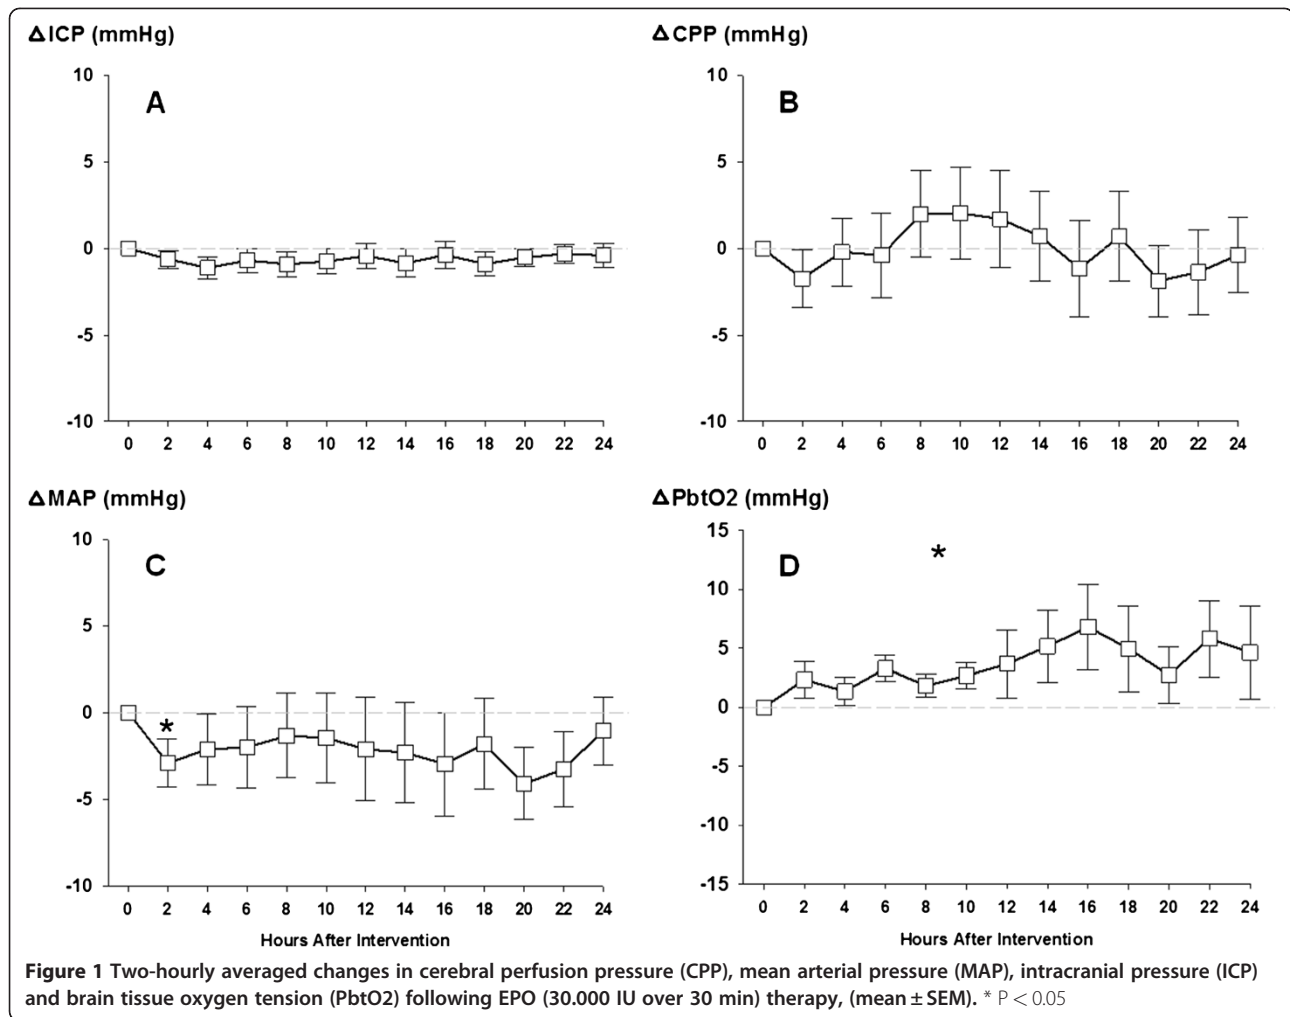 ΔICP (mmHg)
10
5
0
-5
-10
A
0 2 4 6 8 10 12 14 16 18 20 22 24
ΔCPP (mmHg)
10
5
0
-5
-10
B
0 2 4 6 8 10 12 14 16 18 20 22 24
ΔMAP (mmHg)
10
5
0
-5
-10
C
*
0 2 4 6 8 10 12 14 16 18 20 22 24
Hours After Intervention
ΔPbtO2 (mmHg)
15
10
5
0
-5
-10
-15
D
*
0 2 4 6 8 10 12 14 16 18 20 22 24
Hours After Intervention
Figure 1 Two-hourly averaged changes in cerebral perfusion pressure (CPP), mean arterial pressure (MAP), intracranial pressure (ICP)
and brain tissue oxygen tension (PbtO2) following EPO (30.000 IU over 30 min) therapy, (mean ± SEM). * P < 0.05